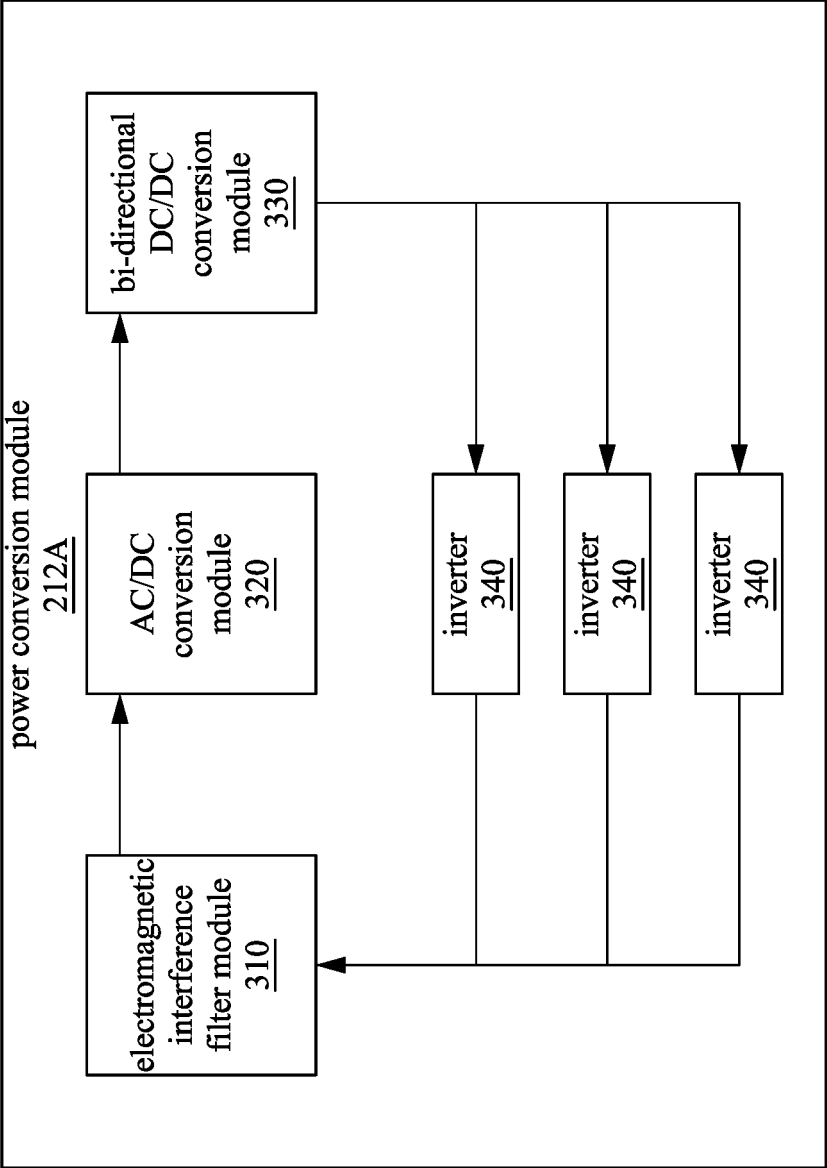 power conversion module
212A
electromagnetic
interference
filter module
310
AC/DC
conversion
module
320
bi-directional
DC/DC
conversion
module
330
inverter
340
inverter
340
inverter
340